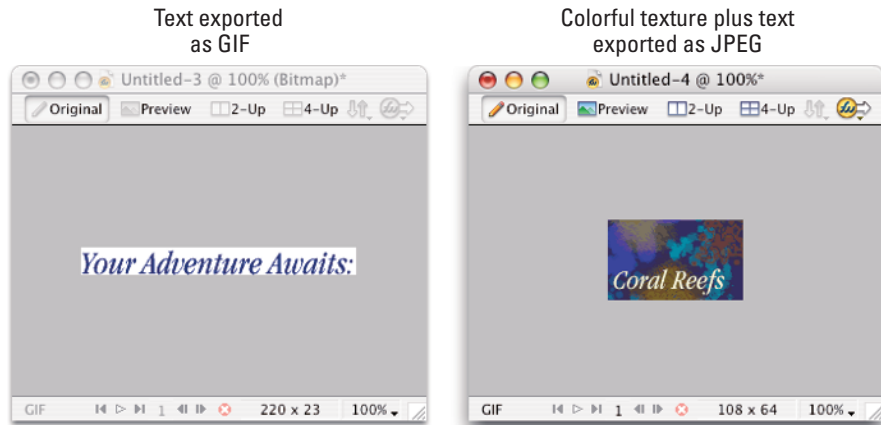 Text exported
as GIF
Colorful texture plus text
exported as JPEG
Untitled-3 @ 100% (Bitmap)*
Original Preview 2-Up 4-Up
Your Adventure Awaits:
GIF 1 220 x 23 100%
Untitled-4 @ 100%*
Original Preview 2-Up 4-Up
Coral Reefs
GIF 1 108 x 64 100%